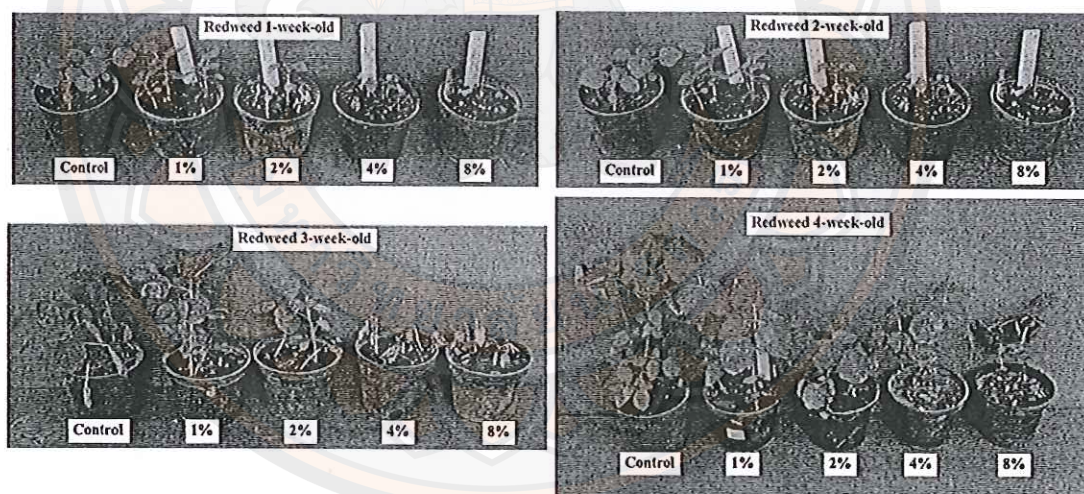 Redweed 1-week-old
Control 1% 2% 4% 8%
Redweed 2-week-old
Control 1% 2% 4% 8%
Redweed 3-week-old
Control 1% 2% 4% 8%
Redweed 4-week-old
Control 1% 2% 4% 8%